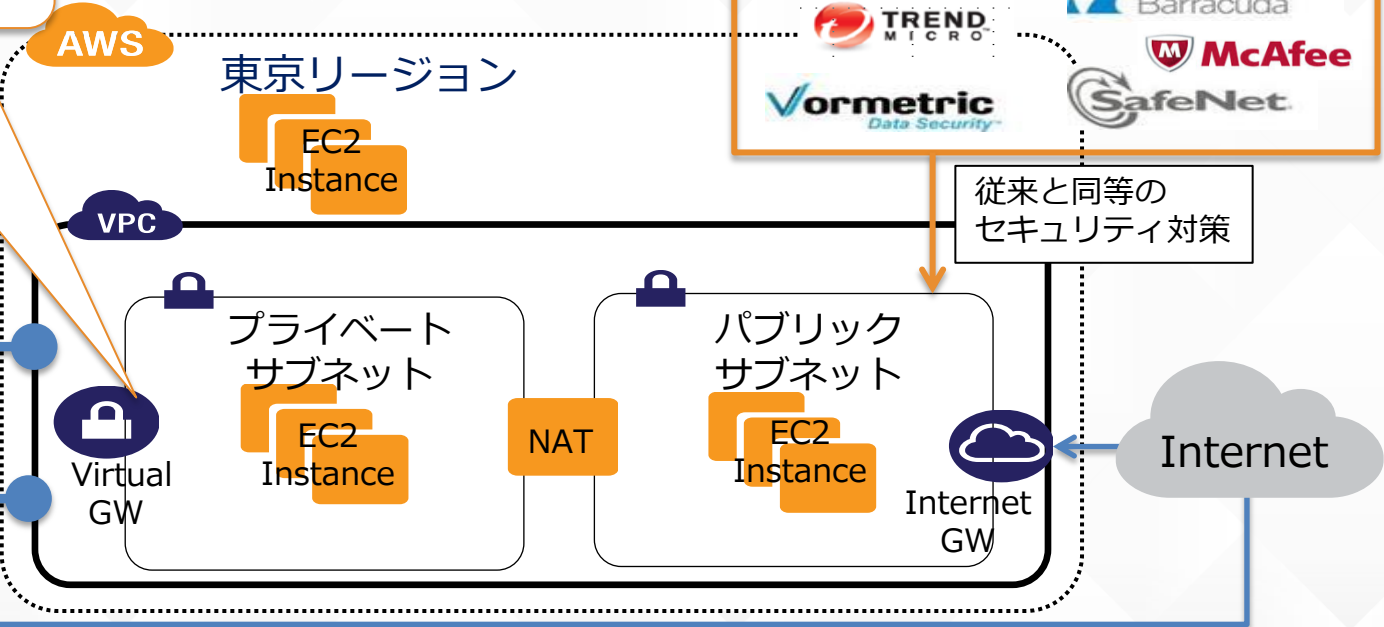 AWS
東京リージョン
EC2
Instance
TREND
MICRO
Barracuda
McAfee
Vormetric
Data Security
SafeNet
従来と同等の
セキュリティ対策
VPC
プライベート
サブネット
EC2
Instance
NAT
パブリック
サブネット
EC2
Instance
Virtual
GW
Internet
GW
Internet